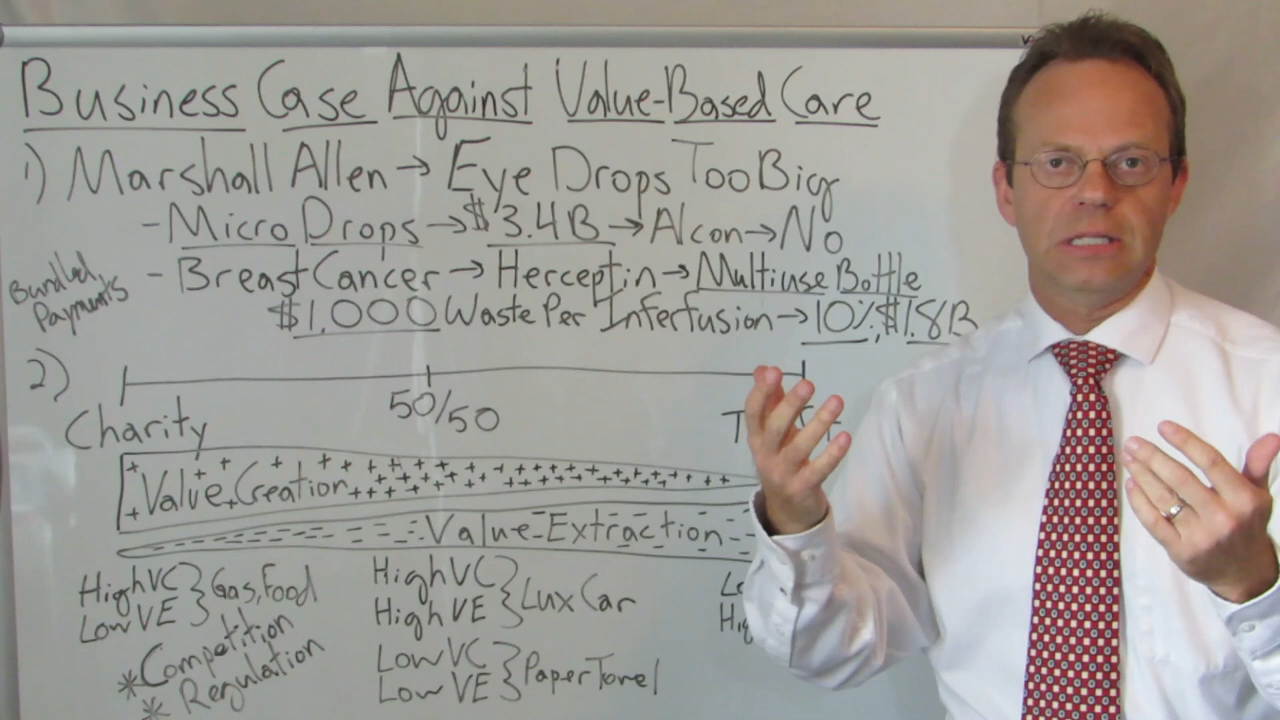 Business Case Against Value-Based Care
1) Marshall Allen → Eye Drops Too Big
- Micro Drops → $3.4B → Alcon → No
Bundled Payments
- Breast Cancer → Herceptin → Multiuse Bottle
$1,000 Waste Per Inferfusion → 10%, $1.8B
2)
Charity 50/50
Value Creation
Value Extraction
High VC } Gas, Food
Low VE
* Competition
* Regulation
High VC } Lux Car
High VE
Low VC } Paper Towel
Low VE